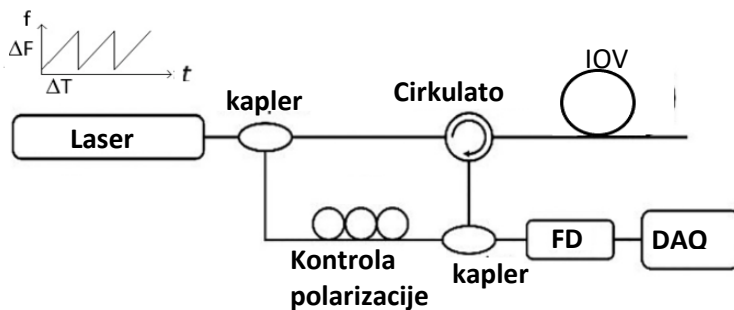 f
ΔF
t
ΔT
kapler
Cirkulato
IOV
Laser
FD
DAQ
Kontrola
polarizacije
kapler